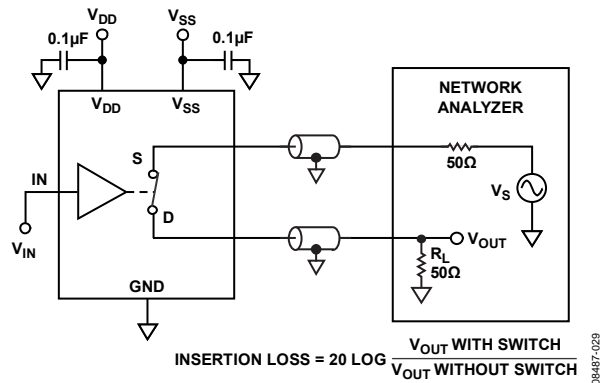 VDD
VSS
0.1µF
0.1µF
VDD
VSS
NETWORK
ANALYZER
S
50Ω
IN
VS
D
VOUT
VIN
RL
50Ω
GND
INSERTION LOSS = 20 LOG VOUT WITH SWITCH
VOUT WITHOUT SWITCH
08487-029